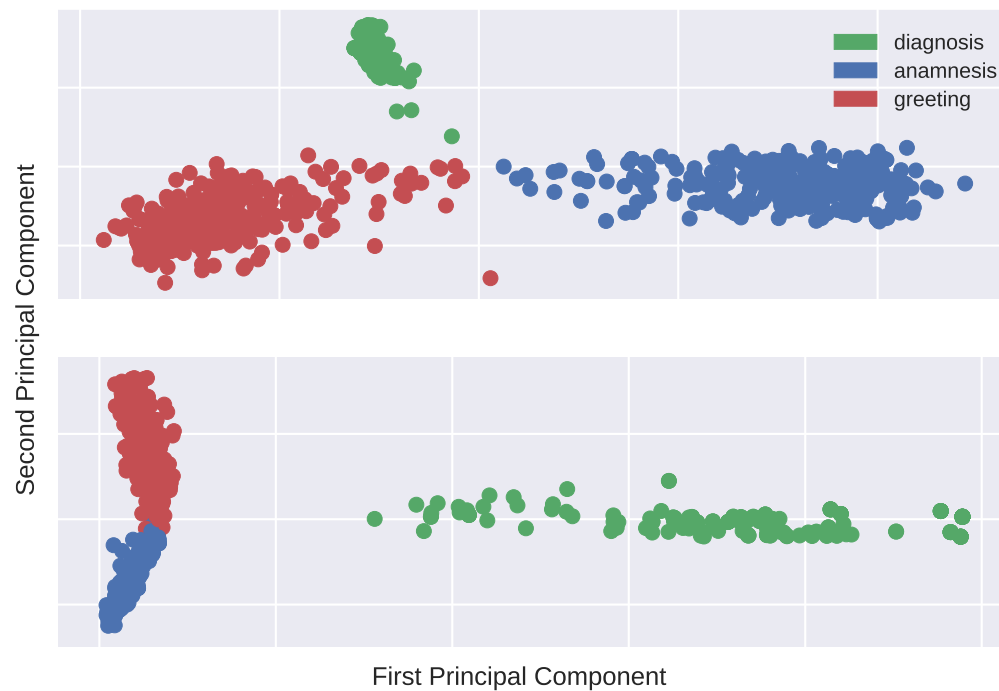 diagnosis
anamnesis
greeting
Second Principal Component
First Principal Component